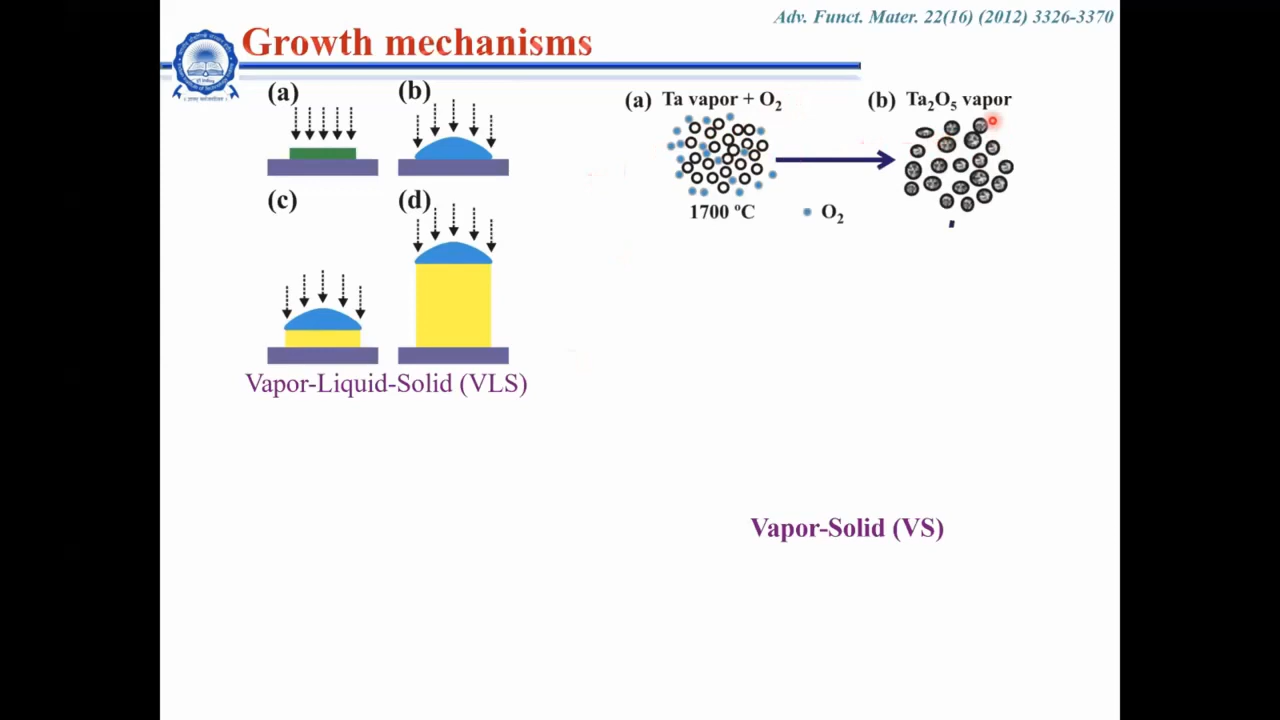 Adv. Funct. Mater. 22(16) (2012) 3326-3370
Growth mechanisms
(a)
(b)
(c)
(d)
Vapor-Liquid-Solid (VLS)
(a) Ta vapor + O₂
(b) Ta₂O₅ vapor
1700 ºC
O₂
Vapor-Solid (VS)